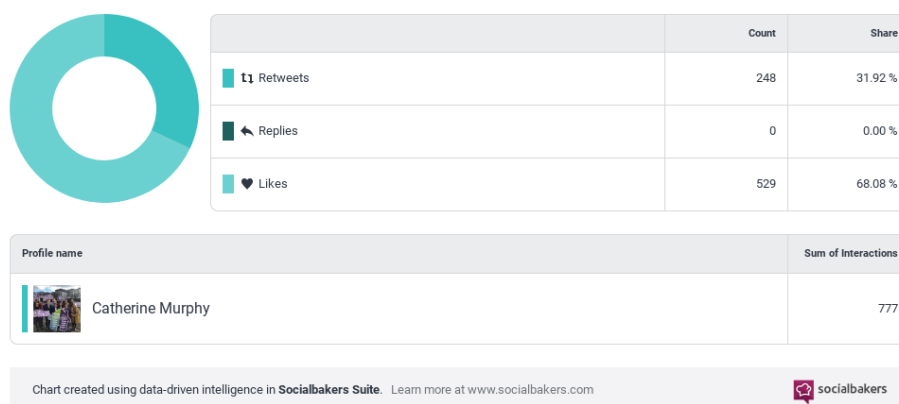 Count Share
Retweets 248 31.92 %
Replies 0 0.00 %
Likes 529 68.08 %
Profile name Sum of Interactions
Catherine Murphy 777
Chart created using data-driven intelligence in Socialbakers Suite. Learn more at www.socialbakers.com socialbakers